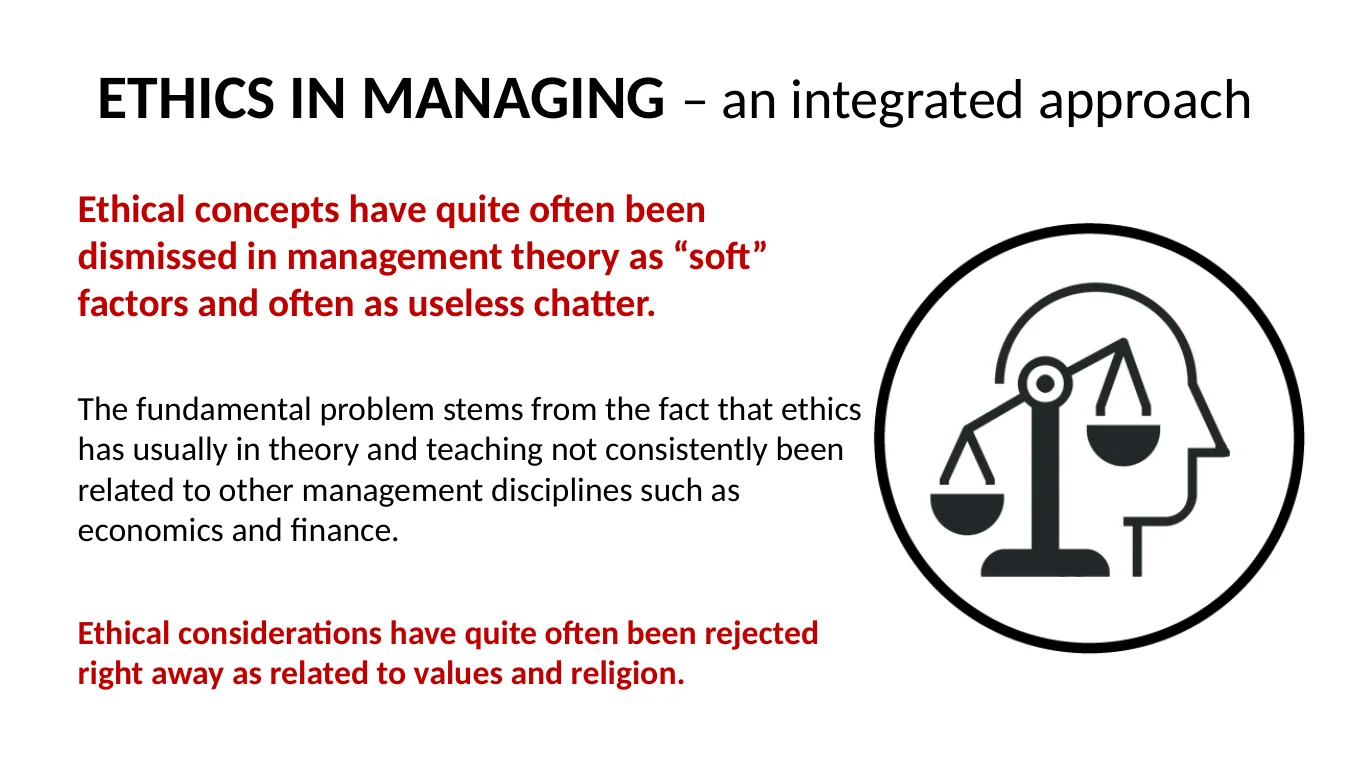 ETHICS IN MANAGING – an integrated approach
Ethical concepts have quite often been
dismissed in management theory as “soft”
factors and often as useless chatter.
The fundamental problem stems from the fact that ethics
has usually in theory and teaching not consistently been
related to other management disciplines such as
economics and finance.
Ethical considerations have quite often been rejected
right away as related to values and religion.